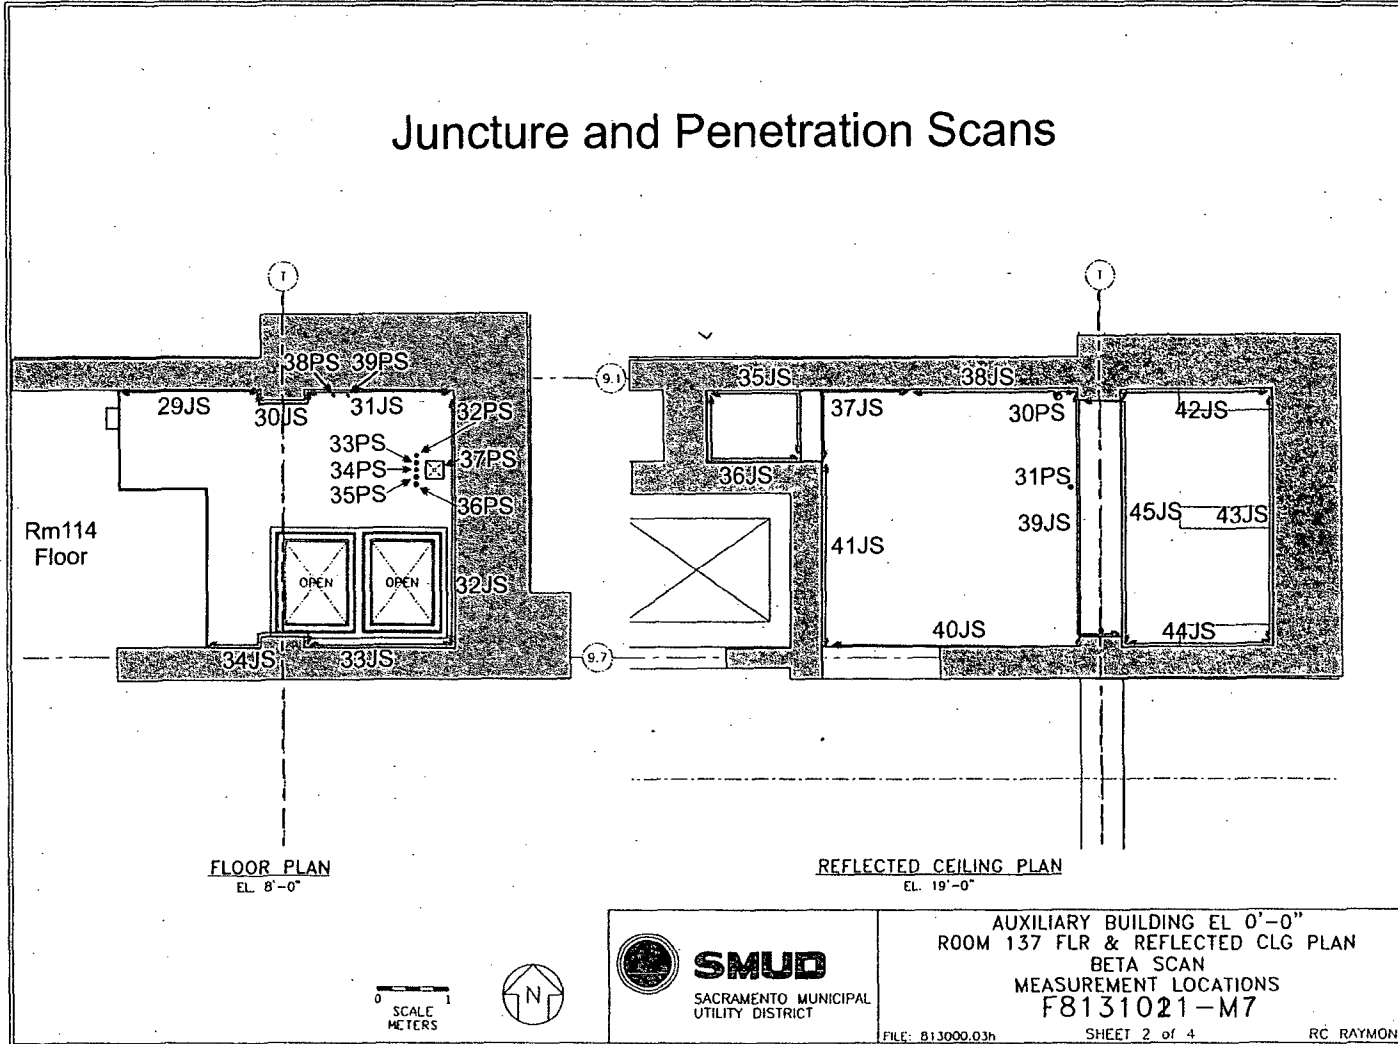 Juncture and Penetration Scans
T
T
38PS 39PS
29JS
30JS
31JS
32PS
33PS
34PS
37PS
35PS
36PS
Rm114
Floor
OPEN
OPEN
32JS
34JS
33JS
9.1
9.7
35JS
38JS
37JS
30PS
42JS
36JS
31PS
39JS
45JS
43JS
41JS
40JS
44JS
FLOOR PLAN
EL. 8'-0"
REFLECTED CEILING PLAN
EL. 19'-0"
0 1
SCALE
METERS
N
SMUD
SACRAMENTO MUNICIPAL
UTILITY DISTRICT
AUXILIARY BUILDING EL 0'-0"
ROOM 137 FLR & REFLECTED CLG PLAN
BETA SCAN
MEASUREMENT LOCATIONS
F8131021-M7
FILE: 813000.03h
SHEET 2 of 4
RC RAYMON